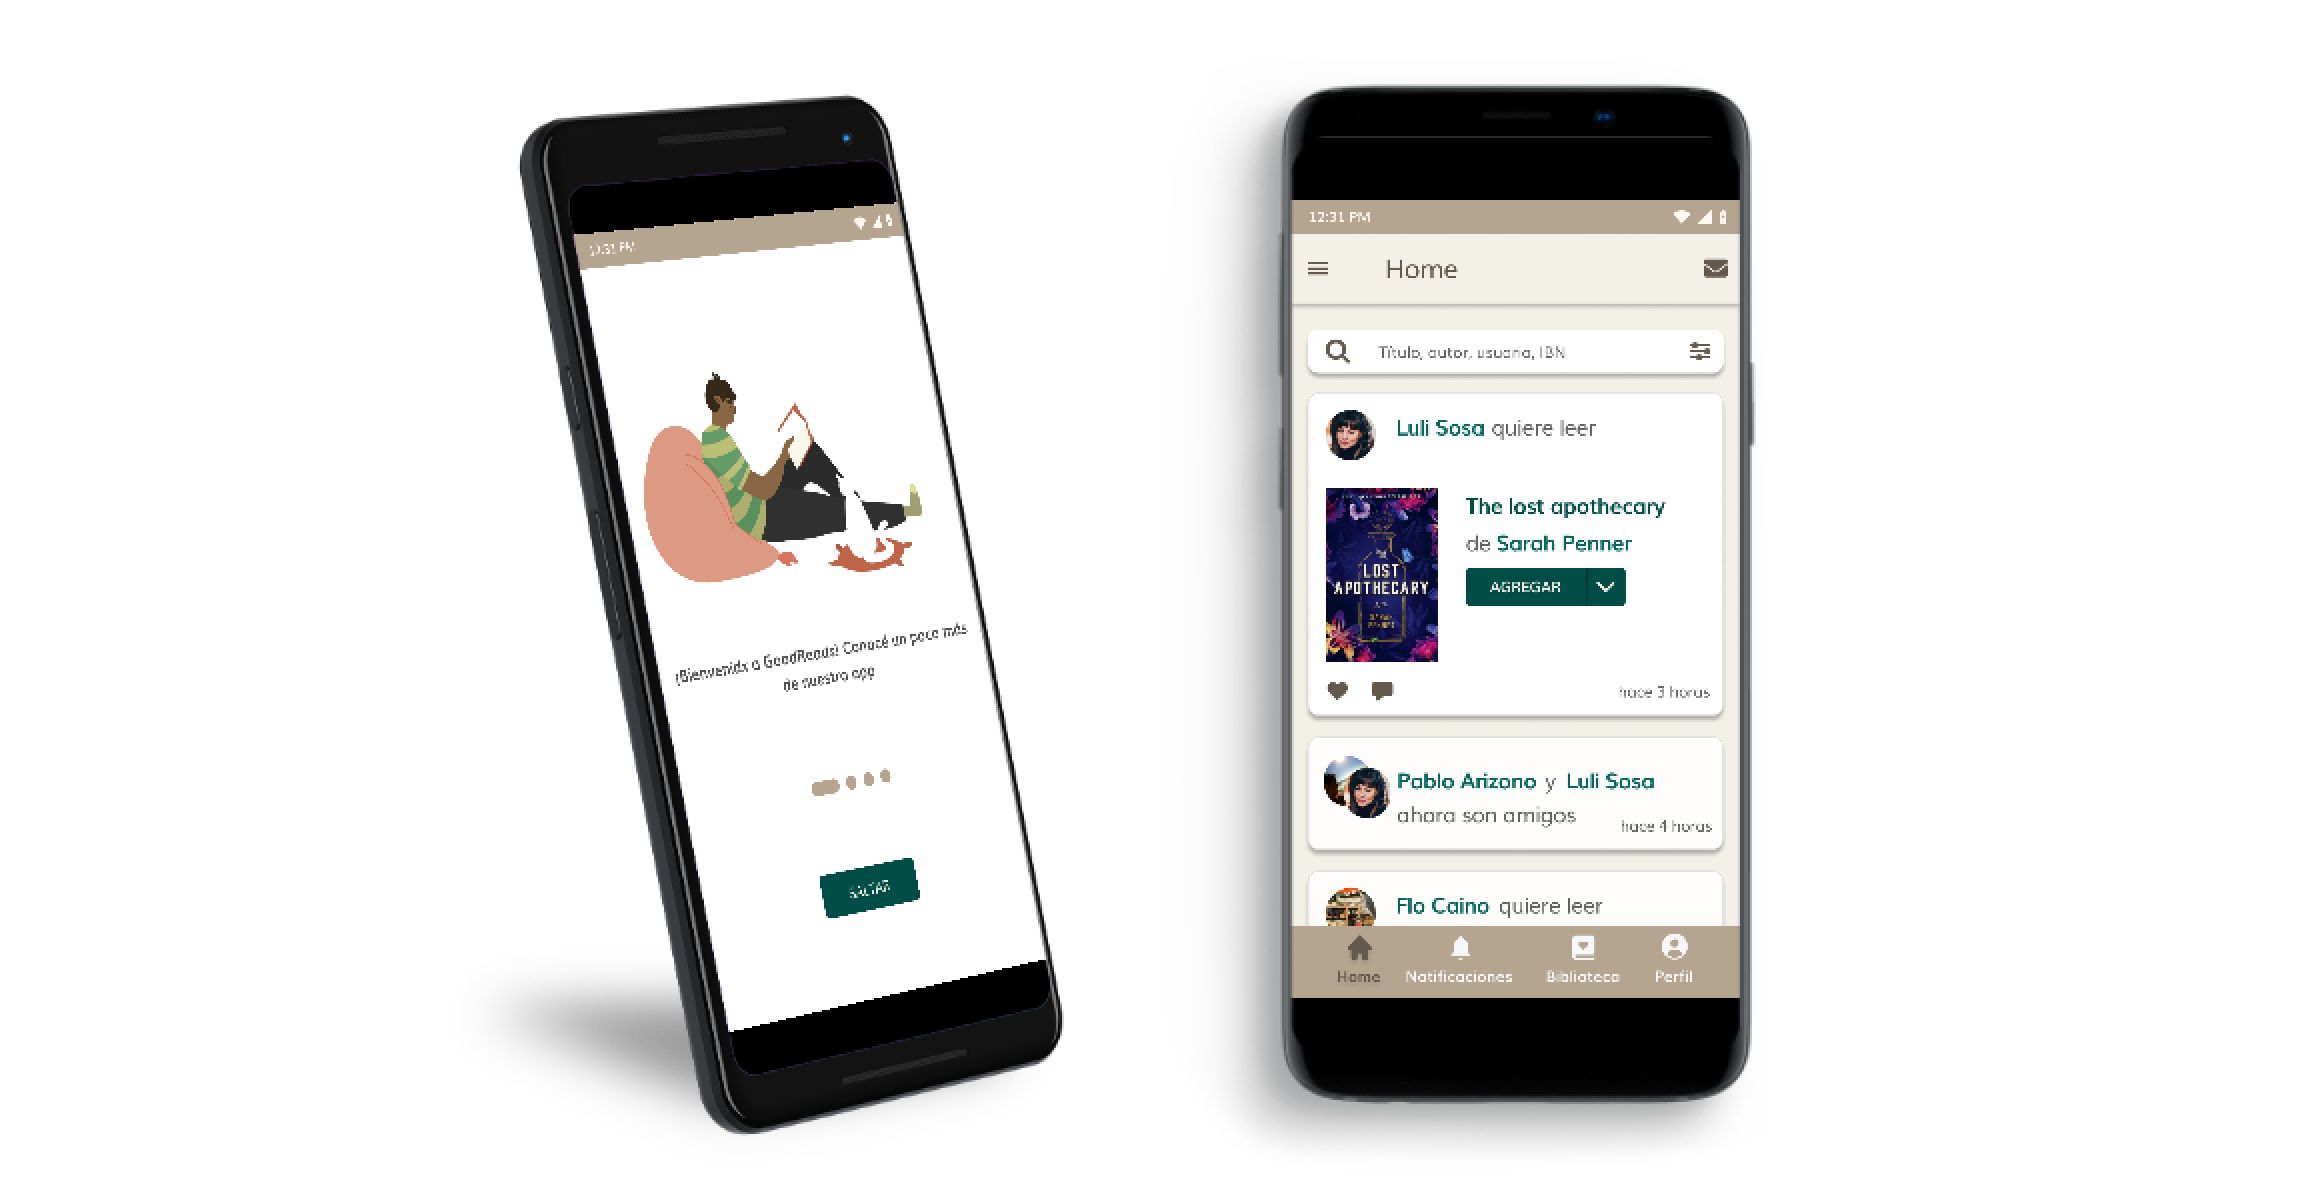 12:31 PM
¡Bienvenidx a GoodReads! Conocé un poco más
de nuestra app
SALTAR
12:31 PM
Home
Título, autor, usuario, IBN
Luli Sosa quiere leer
LOST
APOTHECARY
SARAH
PENNER
The lost apothecary
de Sarah Penner
AGREGAR
hace 3 horas
Pablo Arizono y Luli Sosa
ahora son amigos
hace 4 horas
Flo Caino quiere leer
Home Notificaciones Biblioteca Perfil